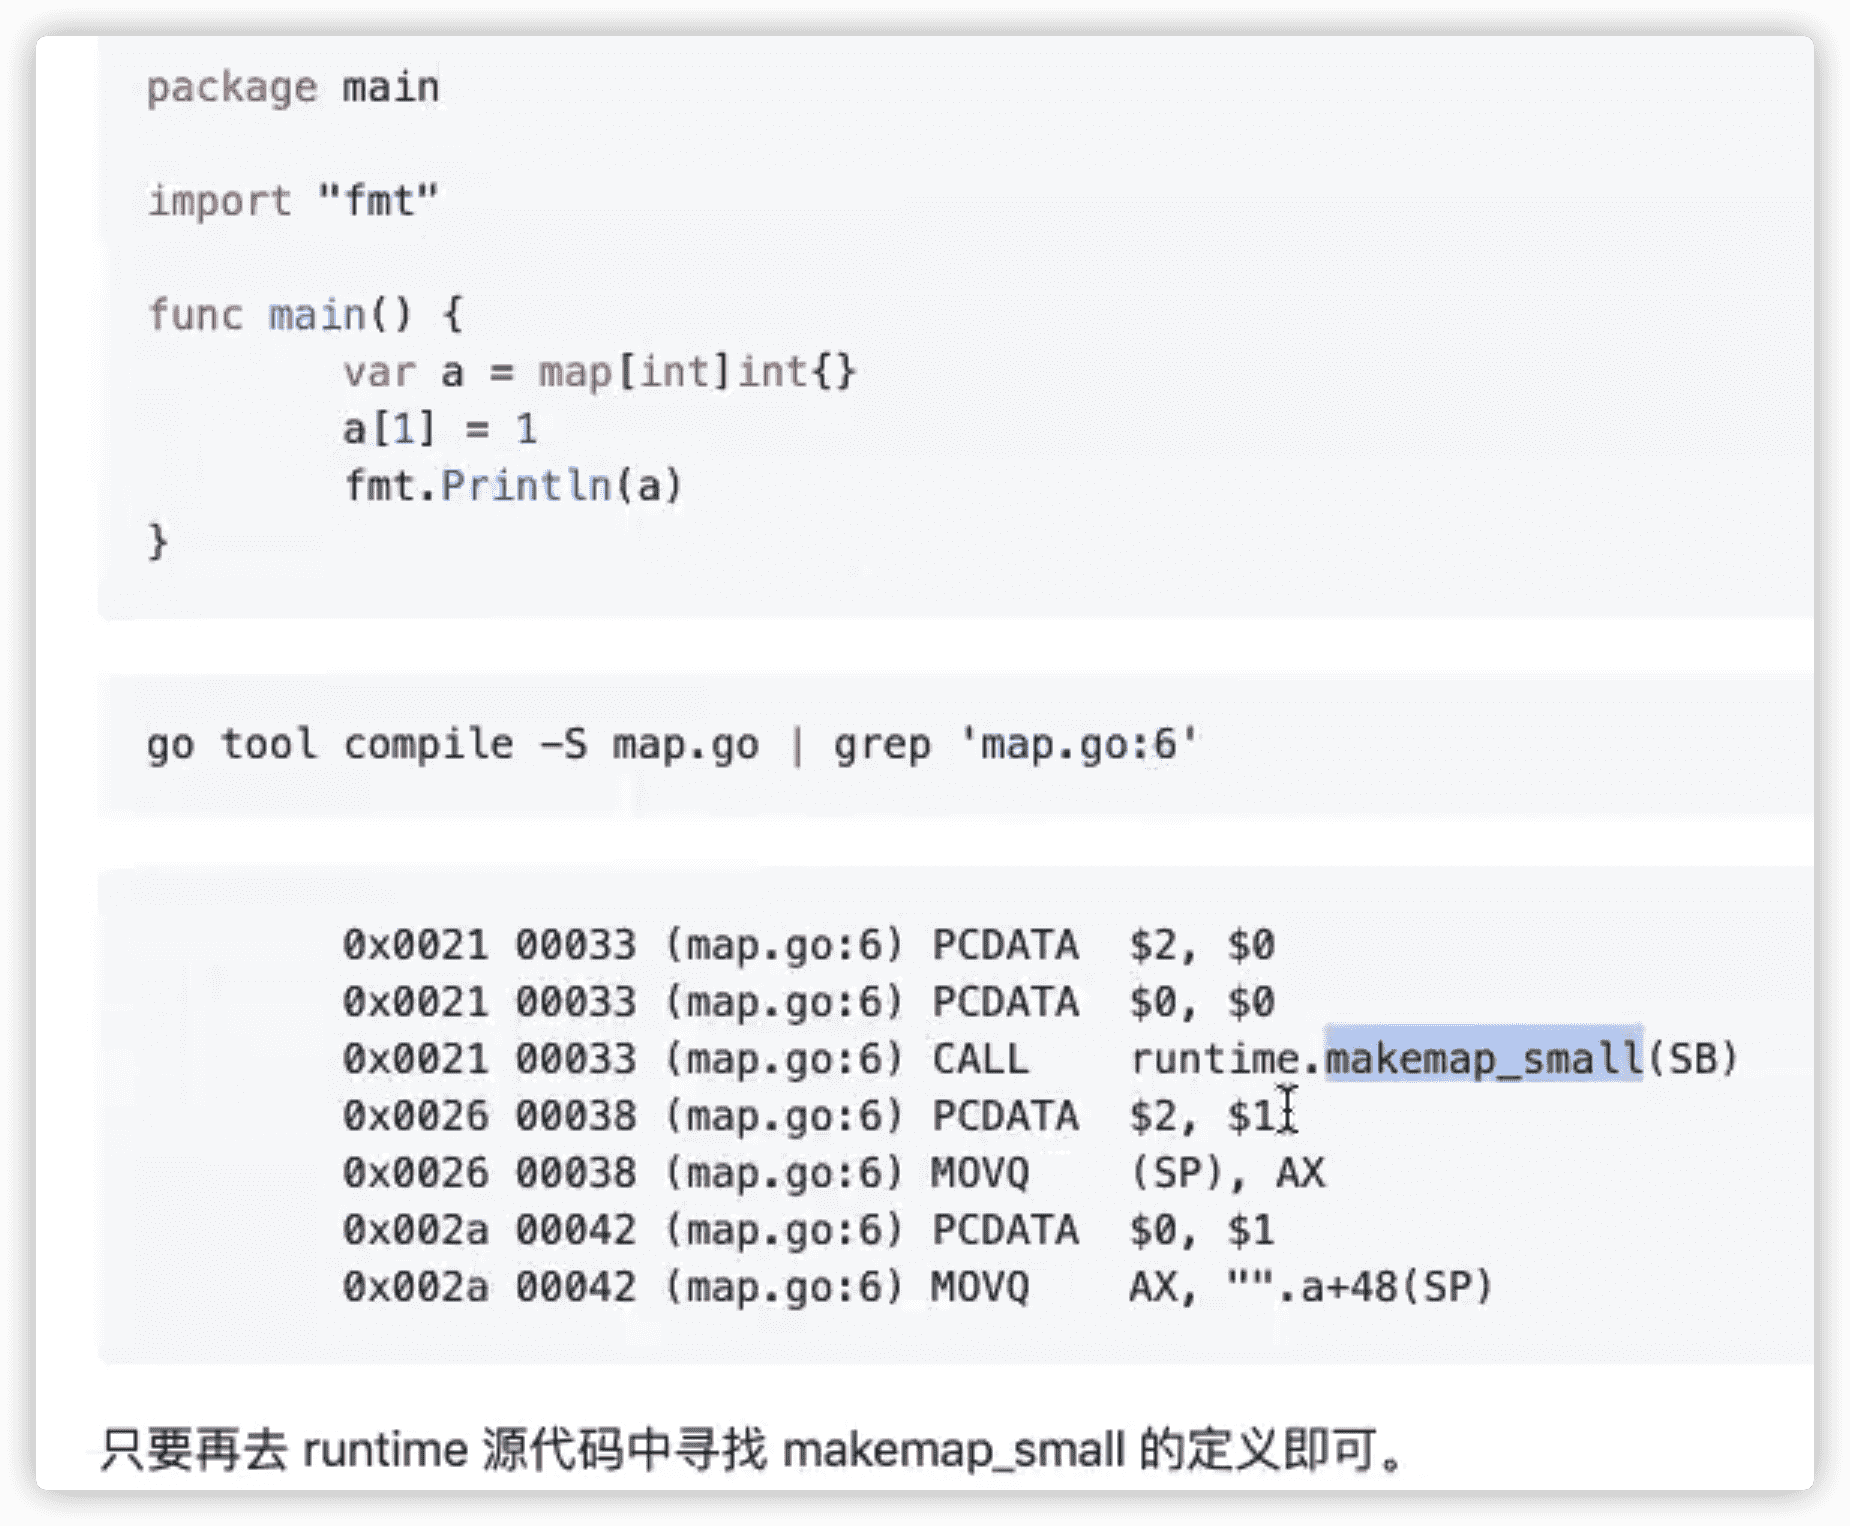 package main
import "fmt"
func main() {
var a = map[int]int{}
a[1] = 1
fmt.Println(a)
}
go tool compile -S map.go | grep 'map.go:6'
0x0021 00033 (map.go:6) PCDATA $2, $0
0x0021 00033 (map.go:6) PCDATA $0, $0
0x0021 00033 (map.go:6) CALL runtime.makemap_small(SB)
0x0026 00038 (map.go:6) PCDATA $2, $1
0x0026 00038 (map.go:6) MOVQ (SP), AX
0x002a 00042 (map.go:6) PCDATA $0, $1
0x002a 00042 (map.go:6) MOVQ AX, "".a+48(SP)
只要再去 runtime 源代码中寻找 makemap_small 的定义即可。